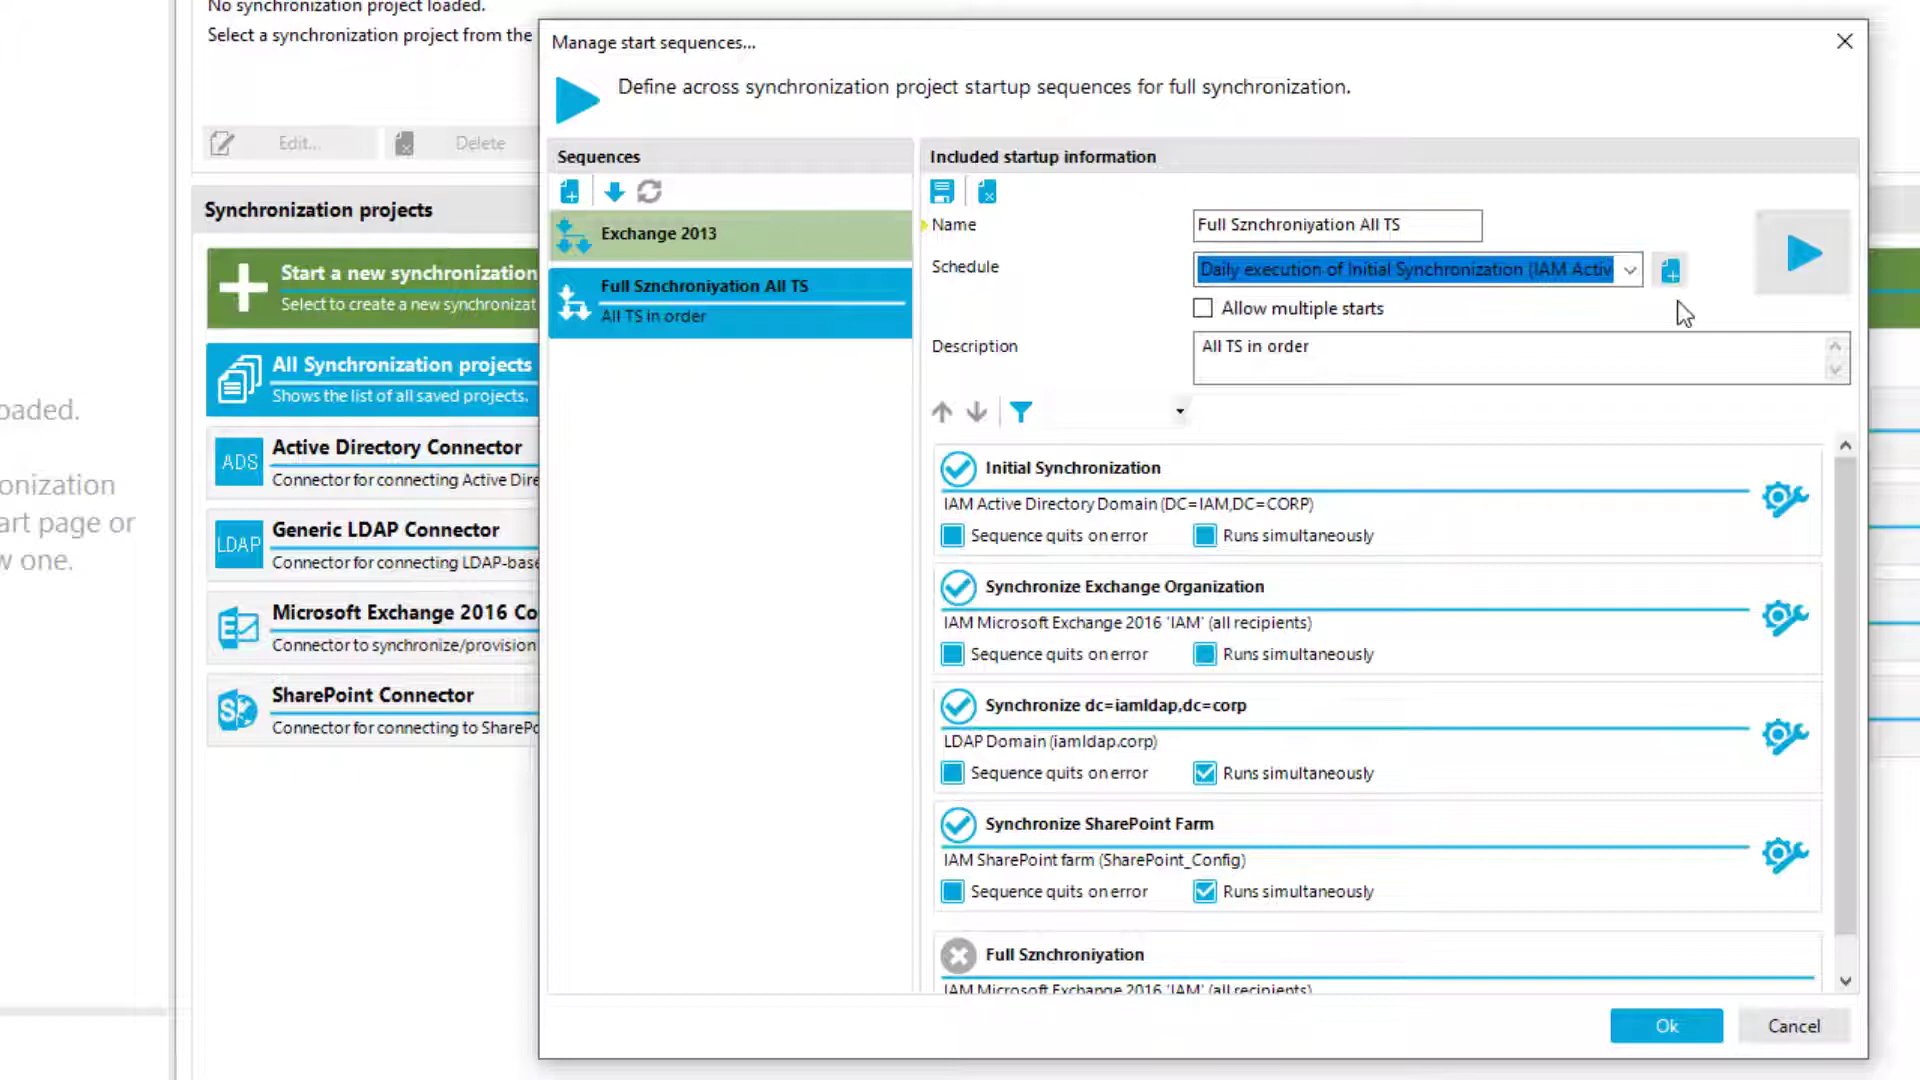 No synchronization project loaded.
Select a synchronization project from the
Edit...
Delete
Synchronization projects
Start a new synchronization
Select to create a new synchronizat
All Synchronization projects
Shows the list of all saved projects.
ADS
Active Directory Connector
Connector for connecting Active Dire
LDAP
Generic LDAP Connector
Connector for connecting LDAP-base
Microsoft Exchange 2016 Co
Connector to synchronize/provision
SharePoint Connector
Connector for connecting to SharePo
oaded.
onization
art page or
w one.
Manage start sequences...
Define across synchronization project startup sequences for full synchronization.
Sequences
Exchange 2013
Full Sznchroniyation All TS
All TS in order
Included startup information
Name
Full Sznchroniyation All TS
Schedule
Daily execution of Initial Synchronization (IAM Activ
Allow multiple starts
Description
All TS in order
Initial Synchronization
IAM Active Directory Domain (DC=IAM,DC=CORP)
Sequence quits on error
Runs simultaneously
Synchronize Exchange Organization
IAM Microsoft Exchange 2016 'IAM' (all recipients)
Sequence quits on error
Runs simultaneously
Synchronize dc=iamldap,dc=corp
LDAP Domain (iamldap.corp)
Sequence quits on error
Runs simultaneously
Synchronize SharePoint Farm
IAM SharePoint farm (SharePoint_Config)
Sequence quits on error
Runs simultaneously
Full Sznchroniyation
IAM Microsoft Exchange 2016 'IAM' (all recipients)
Ok
Cancel